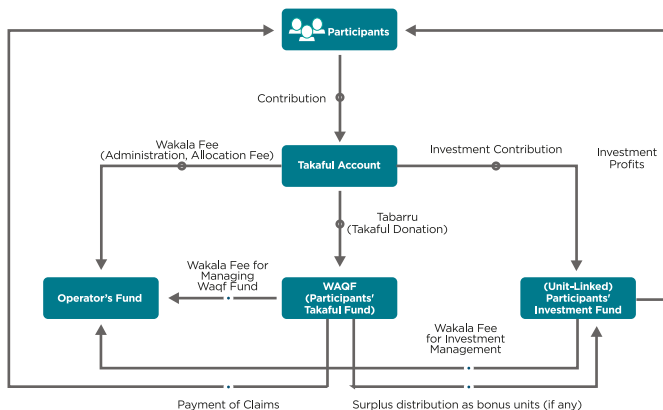 Participants
Contribution
Wakala Fee
(Administration, Allocation Fee)
Takaful Account
Investment Contribution
Investment
Profits
Tabarru
(Takaful Donation)
Operator's Fund
Wakala Fee for
Managing
Waqf Fund
WAQF
(Participants'
Takaful Fund)
(Unit-Linked)
Participants'
Investment Fund
Wakala Fee
for Investment
Management
Payment of Claims
Surplus distribution as bonus units (if any)